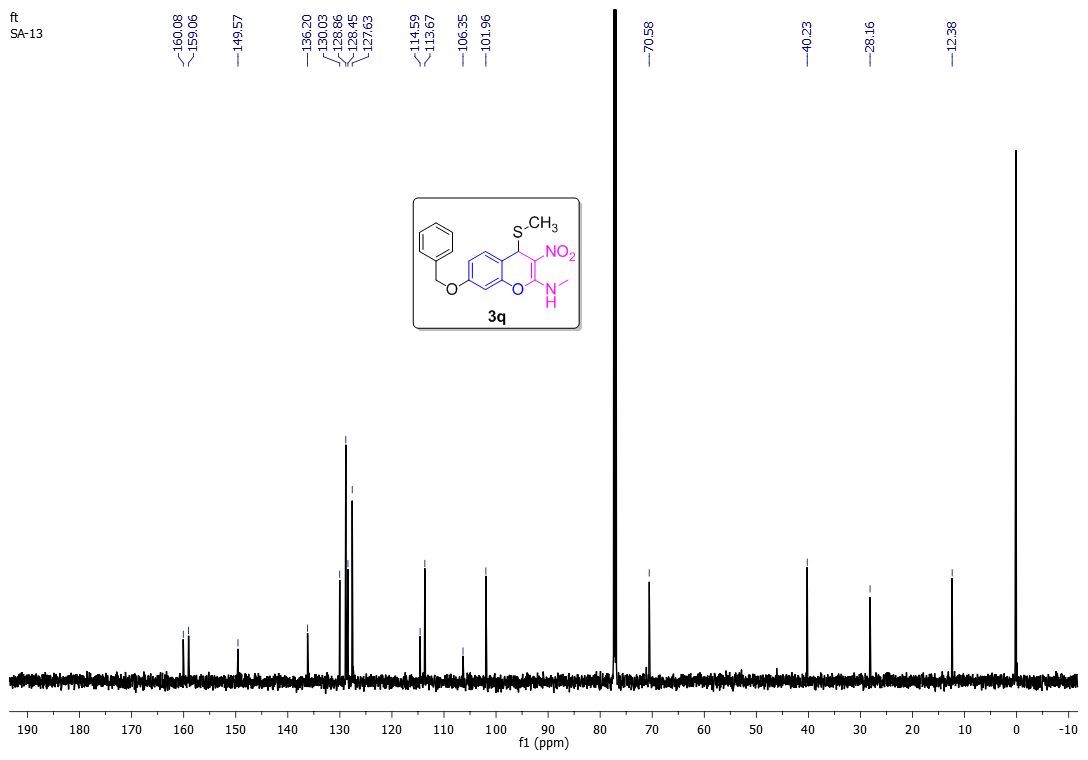 ft
SA-13
160.08
159.06
149.57
136.20
130.03
128.86
128.45
127.63
114.59
113.67
106.35
101.96
70.58
40.23
28.16
12.38
S
CH3
NO2
O
O
N
H
3q
190 180 170 160 150 140 130 120 110 100 90 80 70 60 50 40 30 20 10 0 -10
f1 (ppm)